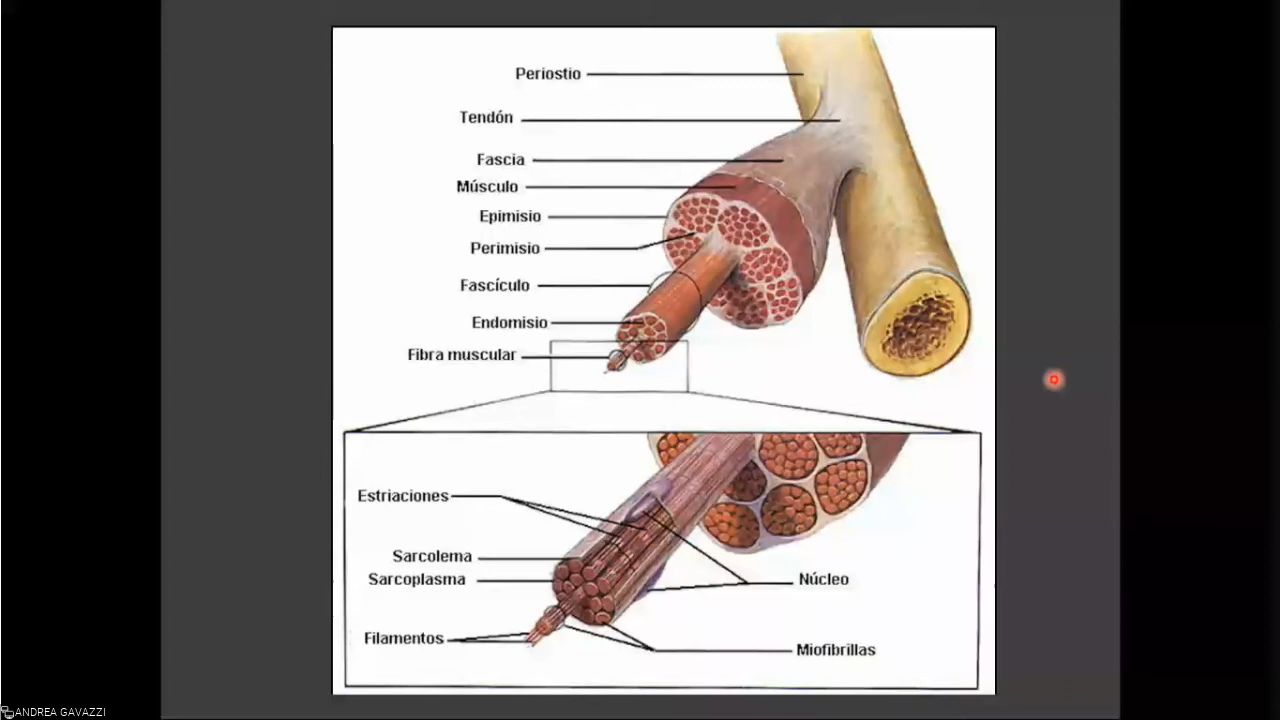 Periostio
Tendón
Fascia
Músculo
Epimisio
Perimisio
Fascículo
Endomisio
Fibra muscular
Estriaciones
Sarcolema
Sarcoplasma
Núcleo
Filamentos
Miofibrillas
ANDREA GAVAZZI